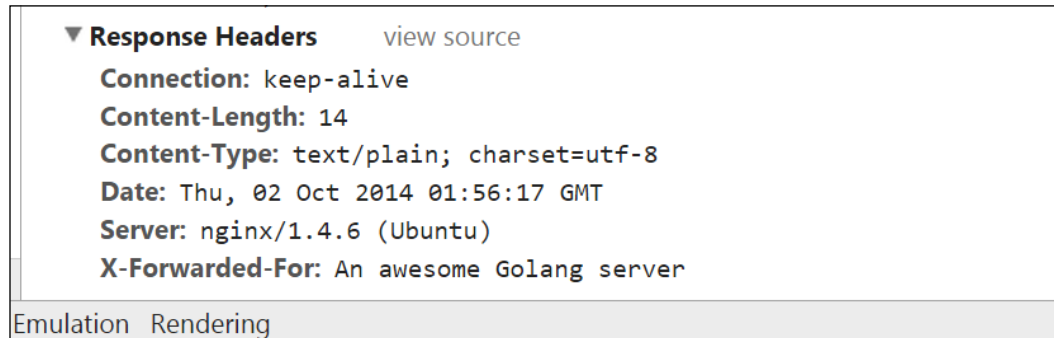 Response Headers view source
Connection: keep-alive
Content-Length: 14
Content-Type: text/plain; charset=utf-8
Date: Thu, 02 Oct 2014 01:56:17 GMT
Server: nginx/1.4.6 (Ubuntu)
X-Forwarded-For: An awesome Golang server
Emulation Rendering